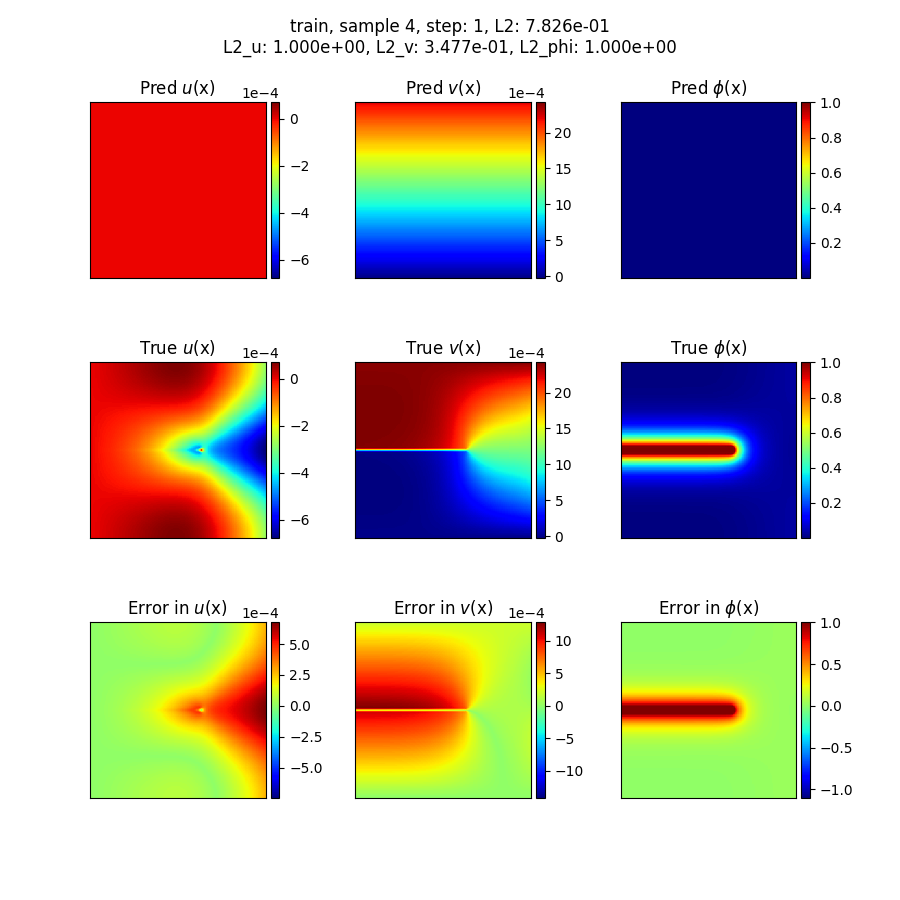 train, sample 4, step: 1, L2: 7.826e-01
L2_u: 1.000e+00, L2_v: 3.477e-01, L2_phi: 1.000e+00
Pred u(x)
1e−4
0
−2
−4
−6
Pred v(x)
1e−4
20
15
10
5
0
Pred ϕ(x)
1.0
0.8
0.6
0.4
0.2
True u(x)
1e−4
0
−2
−4
−6
True v(x)
1e−4
20
15
10
5
0
True ϕ(x)
1.0
0.8
0.6
0.4
0.2
Error in u(x)
1e−4
5.0
2.5
0.0
−2.5
−5.0
Error in v(x)
1e−4
10
5
0
−5
−10
Error in ϕ(x)
1.0
0.5
0.0
−0.5
−1.0